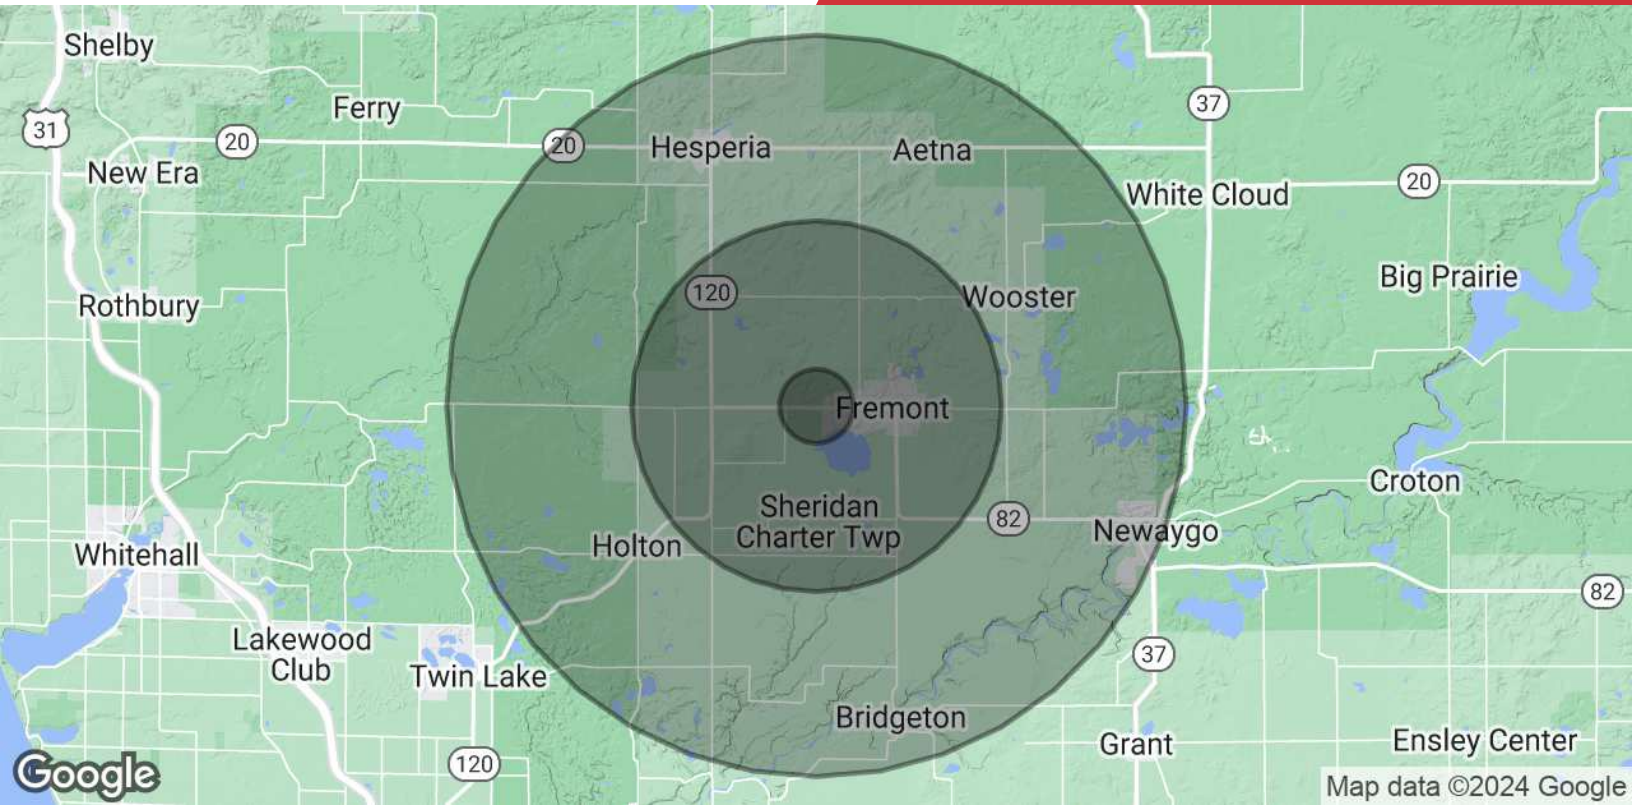 Shelby
Ferry
37
31
20
20
Hesperia
Aetna
New Era
White Cloud
20
Rothbury
120
Wooster
Big Prairie
Fremont
Croton
Sheridan
Charter Twp
82
Newaygo
Holton
Whitehall
82
Lakewood
Club
Twin Lake
37
Bridgeton
Grant
Ensley Center
120
Google
Map data ©2024 Google